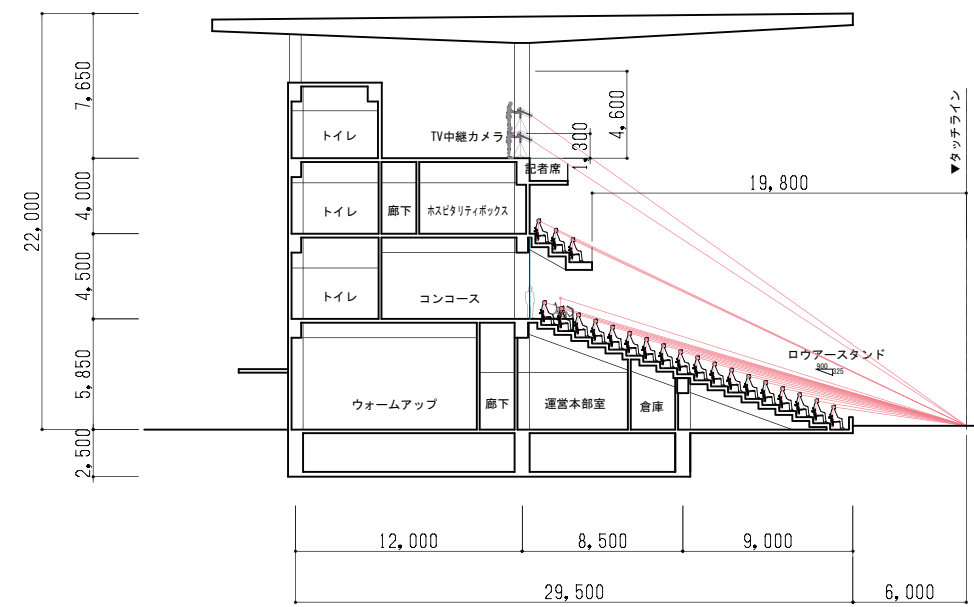 7,650
4,600
▼タッチライン
トイレ
TV中継カメラ
1,300
記者席
19,800
22,000
4,000
トイレ
廊下
ホスピタリティボックス
4,500
トイレ
コンコース
ロウアースタンド
900
325
5,850
ウォームアップ
廊下
運営本部室
倉庫
2,500
12,000
8,500
9,000
29,500
6,000